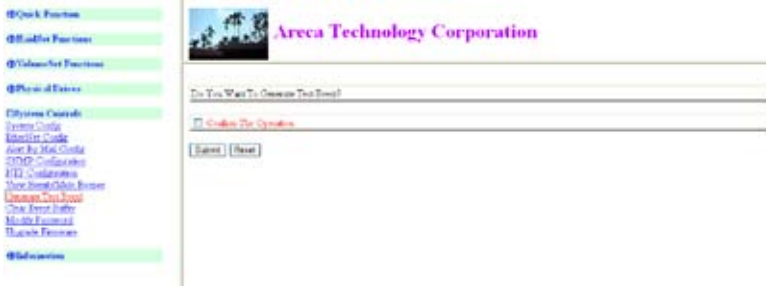 Quick Function
RaidSet Functions
VolumeSet Functions
Physical Drives
System Controls
System Config
EtherNet Config
Alert By Mail Config
SNMP Configuration
NTP Configuration
View Events/Mute Beeper
Generate Test Event
Clear Event Buffer
Modify Password
Upgrade Firmware
Information
Areca Technology Corporation
Do You Want To Generate Test Event?
Confirm The Operation
Submit Reset